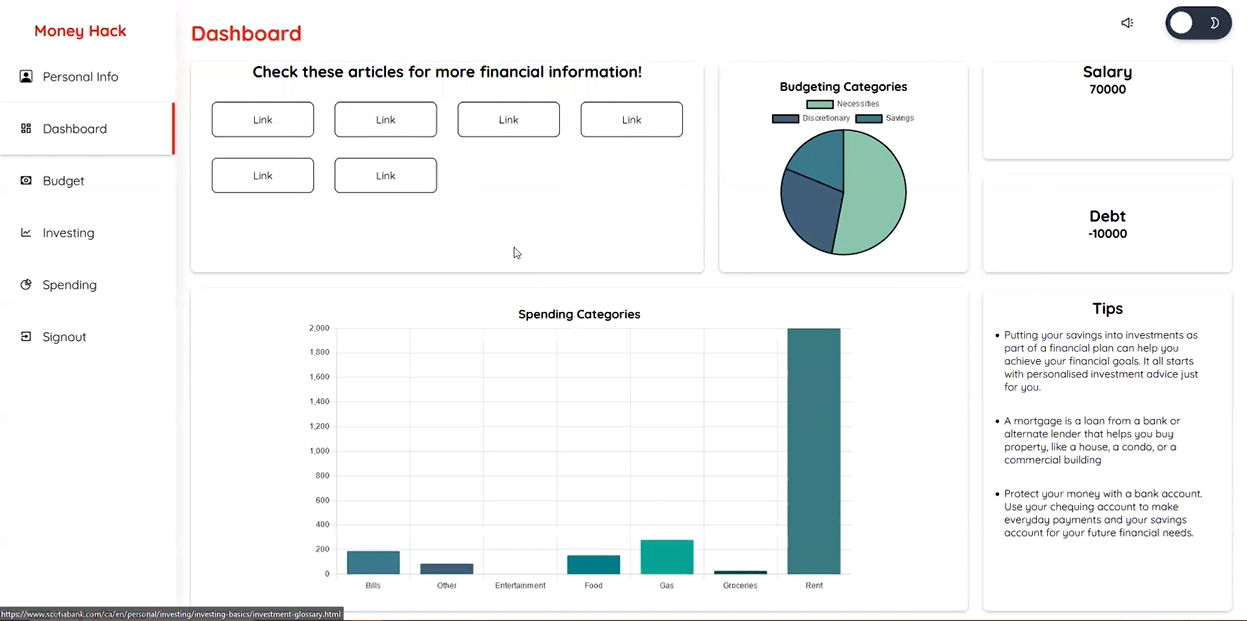 Money Hack
Personal Info
Dashboard
Budget
Investing
Spending
Signout
Dashboard
Check these articles for more financial information!
Link
Link
Link
Link
Link
Link
Budgeting Categories
Necessities
Discretionary
Savings
Salary
70000
Debt
-10000
Spending Categories
2,000
1,800
1,600
1,400
1,200
1,000
800
600
400
200
0
Bills
Other
Entertainment
Food
Gas
Groceries
Rent
Tips
• Putting your savings into investments as
part of a financial plan can help you
achieve your financial goals. It all starts
with personalised investment advice just
for you.
• A mortgage is a loan from a bank or
alternate lender that helps you buy
property, like a house, a condo, or a
commercial building
• Protect your money with a bank account.
Use your chequing account to make
everyday payments and your savings
account for your future financial needs.
https://www.scotiabank.com/ca/en/personal/investing/investing-basics/investment-glossary.html